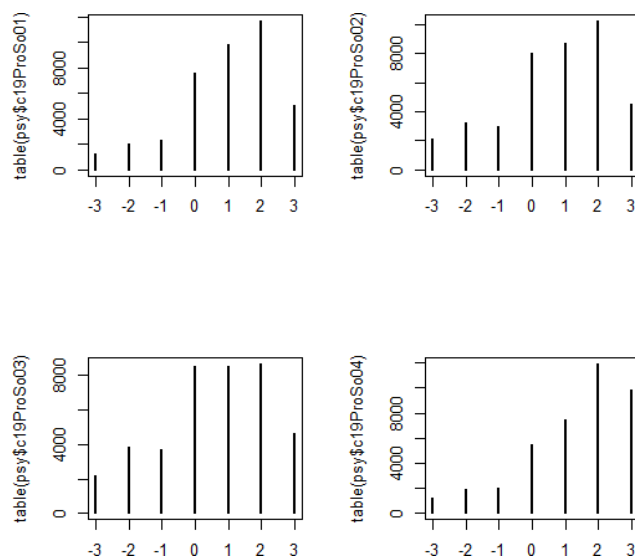 table(psy$c19ProSo01)
8000
4000
0
-3 -2 -1 0 1 2 3
table(psy$c19ProSo02)
8000
4000
0
-3 -2 -1 0 1 2 3
table(psy$c19ProSo03)
8000
4000
0
-3 -2 -1 0 1 2 3
table(psy$c19ProSo04)
8000
4000
0
-3 -2 -1 0 1 2 3